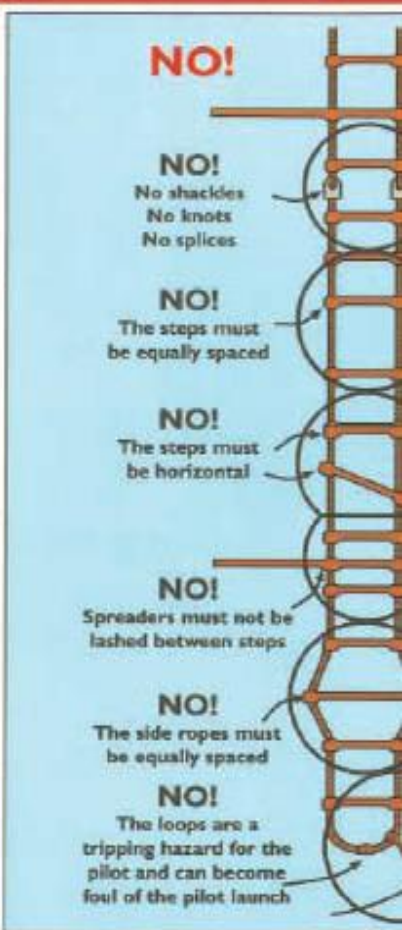 NO!
NO!
No shackles
No knots
No splices
NO!
The steps must
be equally spaced
NO!
The steps must
be horizontal
NO!
Spreaders must not be
lashed between steps
NO!
The side ropes must
be equally spaced
NO!
The loops are a
tripping hazard for the
pilot and can become
foul of the pilot launch